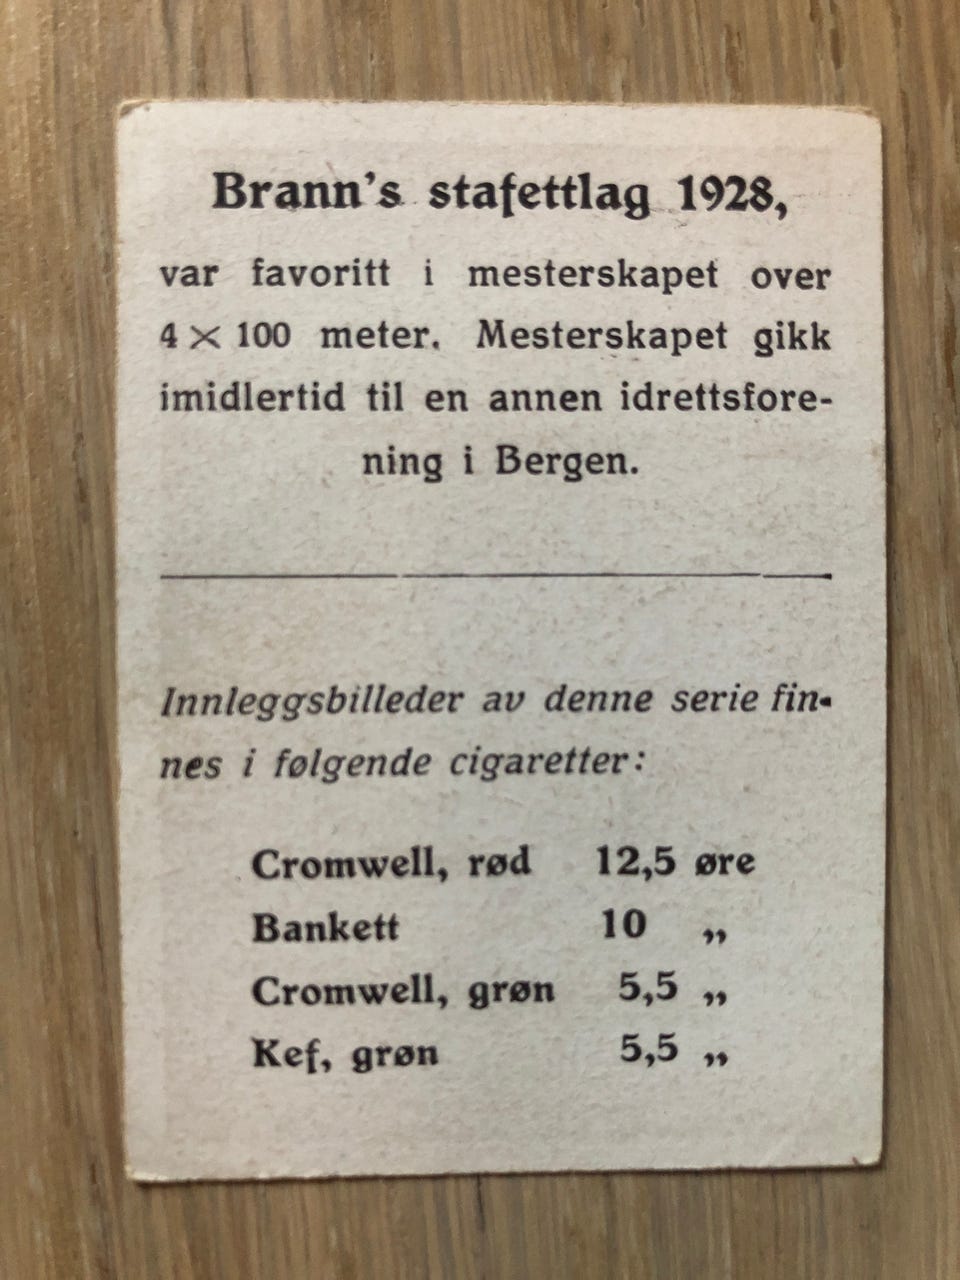 Brann's stafettlag 1928,
var favoritt i mesterskapet over
4 × 100 meter. Mesterskapet gikk
imidlertid til en annen idrettsfore-
ning i Bergen.
Innleggsbilleder av denne serie fin-
nes i følgende cigaretter:
Cromwell, rød 12,5 øre
Bankett 10 „
Cromwell, grøn 5,5 „
Kef, grøn 5,5 „